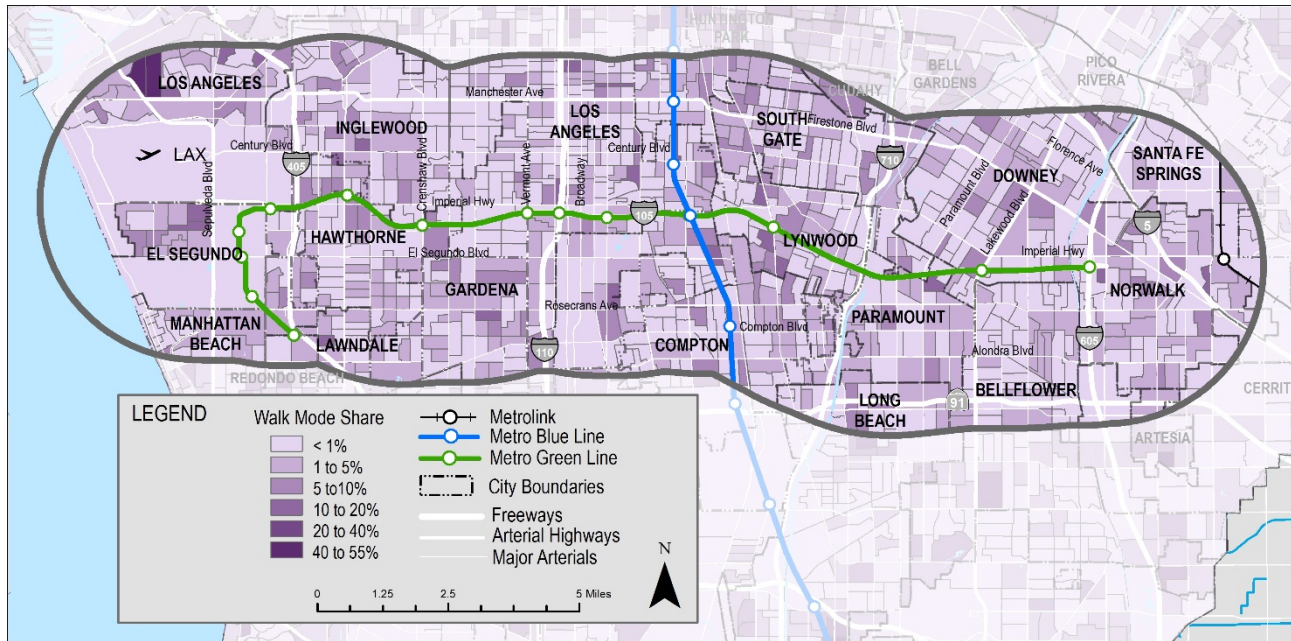 HUNTINGTON
PARK
BELL
GARDENS
PICO
RIVERA
CUDAHY
LOS ANGELES
Manchester Ave
LOS
ANGELES
SOUTH
GATE
Firestone Blvd
INGLEWOOD
Century Blvd
Century Blvd
LAX
405
710
Florence Ave
SANTA FE
SPRINGS
DOWNEY
Sepulveda Blvd
Crenshaw Blvd
Vermont Ave
Broadway
Paramount Blvd
Lakewood Blvd
Imperial Hwy
105
5
HAWTHORNE
LYNWOOD
EL SEGUNDO
El Segundo Blvd
Imperial Hwy
GARDENA
NORWALK
Rosecrans Ave
MANHATTAN
BEACH
LAWNDALE
110
COMPTON
Compton Blvd
PARAMOUNT
605
Alondra Blvd
REDONDO BEACH
BELLFLOWER
LONG
BEACH
91
CERRIT
ARTESIA
LEGEND
Walk Mode Share
< 1%
1 to 5%
5 to10%
10 to 20%
20 to 40%
40 to 55%
Metrolink
Metro Blue Line
Metro Green Line
City Boundaries
Freeways
Arterial Highways
Major Arterials
N
0 1.25 2.5 5 Miles